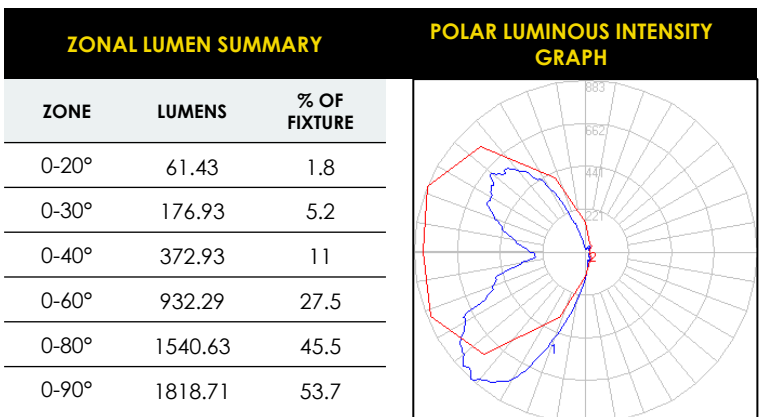 ZONAL LUMEN SUMMARY
POLAR LUMINOUS INTENSITY
GRAPH
ZONE LUMENS % OF FIXTURE
0-20° 61.43 1.8
0-30° 176.93 5.2
0-40° 372.93 11
0-60° 932.29 27.5
0-80° 1540.63 45.5
0-90° 1818.71 53.7
883
662
441
221
2
1